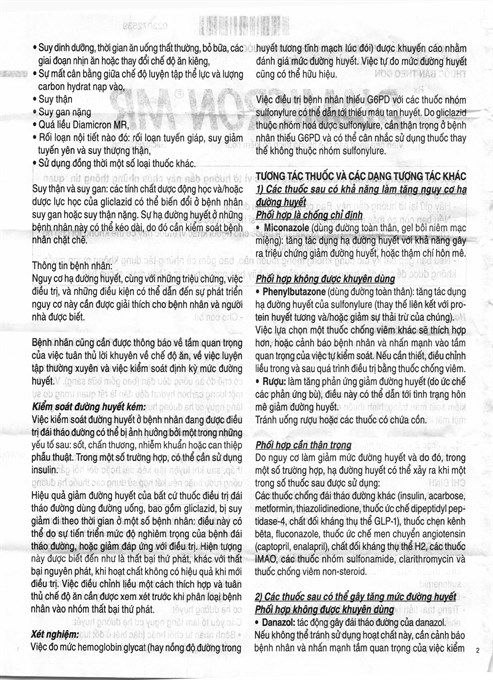 • Suy dinh dưỡng, thời gian ăn uống thất thường, bỏ bữa, các
giai đoạn nhịn ăn hoặc thay đổi chế độ ăn kiêng,
• Sự mất cân bằng giữa chế độ luyện tập thể lực và lượng
carbon hydrat nạp vào,
• Suy thận
• Suy gan nặng
• Quá liều Diamicron MR,
• Rối loạn nội tiết nào đó: rối loạn tuyến giáp, suy giảm
tuyến yên và suy thượng thận,
• Sử dụng đồng thời một số loại thuốc khác.
Suy thận và suy gan: các tính chất dược động học và/hoặc
dược lực học của gliclazid có thể biến đổi ở bệnh nhân
suy gan hoặc suy thận nặng. Sự hạ đường huyết ở những
bệnh nhân này có thể kéo dài, do đó cần kiểm soát bệnh
nhân chặt chẽ.
Thông tin bệnh nhân:
Nguy cơ hạ đường huyết, cùng với những triệu chứng, việc
điều trị, và những điều kiện có thể dẫn đến sự phát triển
nguy cơ này cần được giải thích cho bệnh nhân và người
nhà được biết.
Bệnh nhân cũng cần được thông báo về tầm quan trọng
của việc tuân thủ lời khuyên về chế độ ăn, về việc luyện
tập thường xuyên và việc kiểm soát định kỳ mức đường
huyết.
Kiểm soát đường huyết kém:
Việc kiểm soát đường huyết ở bệnh nhân đang được điều
trị đái tháo đường có thể bị ảnh hưởng bởi một trong những
yếu tố sau: sốt, chấn thương, nhiễm khuẩn hoặc can thiệp
phẫu thuật. Trong một số trường hợp, có thể cần sử dụng
insulin.
Hiệu quả giảm đường huyết của bất cứ thuốc điều trị đái
tháo đường dùng đường uống, bao gồm gliclazid, bị suy
giảm đi theo thời gian ở một số bệnh nhân: điều này có
thể do sự tiến triển mức độ nghiêm trọng của bệnh đái
tháo đường, hoặc giảm đáp ứng với điều trị. Hiện tượng
này được biết đến như là thất bại thứ phát, khác với thất
bại nguyên phát, khi hoạt chất không có hiệu quả khi mới
điều trị. Việc điều chỉnh liều một cách thích hợp và tuân
thủ chế độ ăn cần được xem xét trước khi phân loại bệnh
nhân vào nhóm thất bại thứ phát.
Xét nghiệm:
Việc đo mức hemoglobin glycat (hay nồng độ đường trong
huyết tương tĩnh mạch lúc đói) được khuyến cáo nhằm
đánh giá mức đường huyết. Việc tự đo mức đường huyết
cũng có thể hữu hiệu.
Việc điều trị bệnh nhân thiếu G6PD với các thuốc nhóm
sulfonylure có thể dẫn tới thiếu máu tan huyết. Do gliclazid
thuộc nhóm hoá dược sulfonylure, cần thận trọng ở bệnh
nhân thiếu G6PD và có thể cân nhắc sử dụng thuốc thay
thế không thuộc nhóm sulfonylure.
TƯƠNG TÁC THUỐC VÀ CÁC DẠNG TƯƠNG TÁC KHÁC
1) Các thuốc sau có khả năng làm tăng nguy cơ hạ
đường huyết
Phối hợp là chống chỉ định
• Miconazole (dùng đường toàn thân, gel bôi niêm mạc
miệng): tăng tác dụng hạ đường huyết với khả năng gây
ra triệu chứng giảm đường huyết, hoặc thậm chí hôn mê.
Phối hợp không được khuyên dùng
• Phenylbutazone (dùng đường toàn thân): tăng tác dụng
hạ đường huyết của sulfonylure (thay thế liên kết với pro-
tein huyết tương và/hoặc giảm sự thải trừ của chúng).
Việc lựa chọn một thuốc chống viêm khác sẽ thích hợp
hơn, hoặc cảnh báo bệnh nhân và nhấn mạnh vào tầm
quan trọng của việc tự kiểm soát. Nếu cần thiết, điều chỉnh
liều trong và sau quá trình điều trị bằng thuốc chống viêm.
• Rượu: làm tăng phản ứng giảm đường huyết (do ức chế
các phản ứng bù), điều này có thể dẫn tới tình trạng hôn
mê giảm đường huyết.
Tránh uống rượu hoặc các thuốc có chứa cồn.
Phối hợp cần thận trọng
Do nguy cơ làm giảm mức đường huyết và do đó, trong
một số trường hợp, hạ đường huyết có thể xảy ra khi một
trong số thuốc sau được sử dụng:
Các thuốc chống đái tháo đường khác (insulin, acarbose,
metformin, thiazolidinedione, thuốc ức chế dipeptidyl pep-
tidase-4, chất đối kháng thụ thể GLP-1), thuốc chẹn kênh
bêta, fluconazole, thuốc ức chế men chuyển angiotensin
(captopril, enalapril), chất đối kháng thụ thể H2, các thuốc
IMAO, các thuốc nhóm sulfonamide, clarithromycin và
thuốc chống viêm non-steroid.
2) Các thuốc sau có thể gây tăng mức đường huyết
Phối hợp không được khuyên dùng
• Danazol: tác động gây đái tháo đường của danazol.
Nếu không thể tránh sử dụng hoạt chất này, cần cảnh báo
bệnh nhân và nhấn mạnh tầm quan trọng của việc kiểm
2